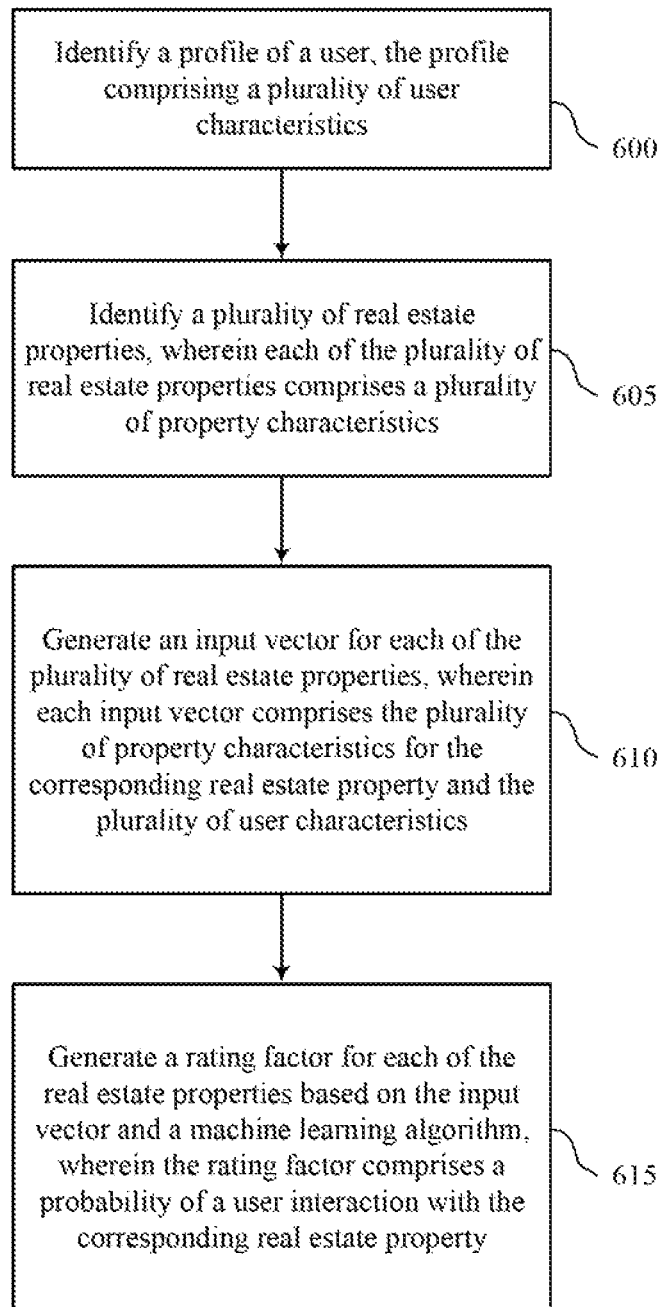 Identify a profile of a user, the profile
comprising a plurality of user
characteristics
600
Identify a plurality of real estate
properties, wherein each of the plurality of
real estate properties comprises a plurality
of property characteristics
605
Generate an input vector for each of the
plurality of real estate properties, wherein
each input vector comprises the plurality
of property characteristics for the
corresponding real estate property and the
plurality of user characteristics
610
Generate a rating factor for each of the
real estate properties based on the input
vector and a machine learning algorithm,
wherein the rating factor comprises a
probability of a user interaction with the
corresponding real estate property
615